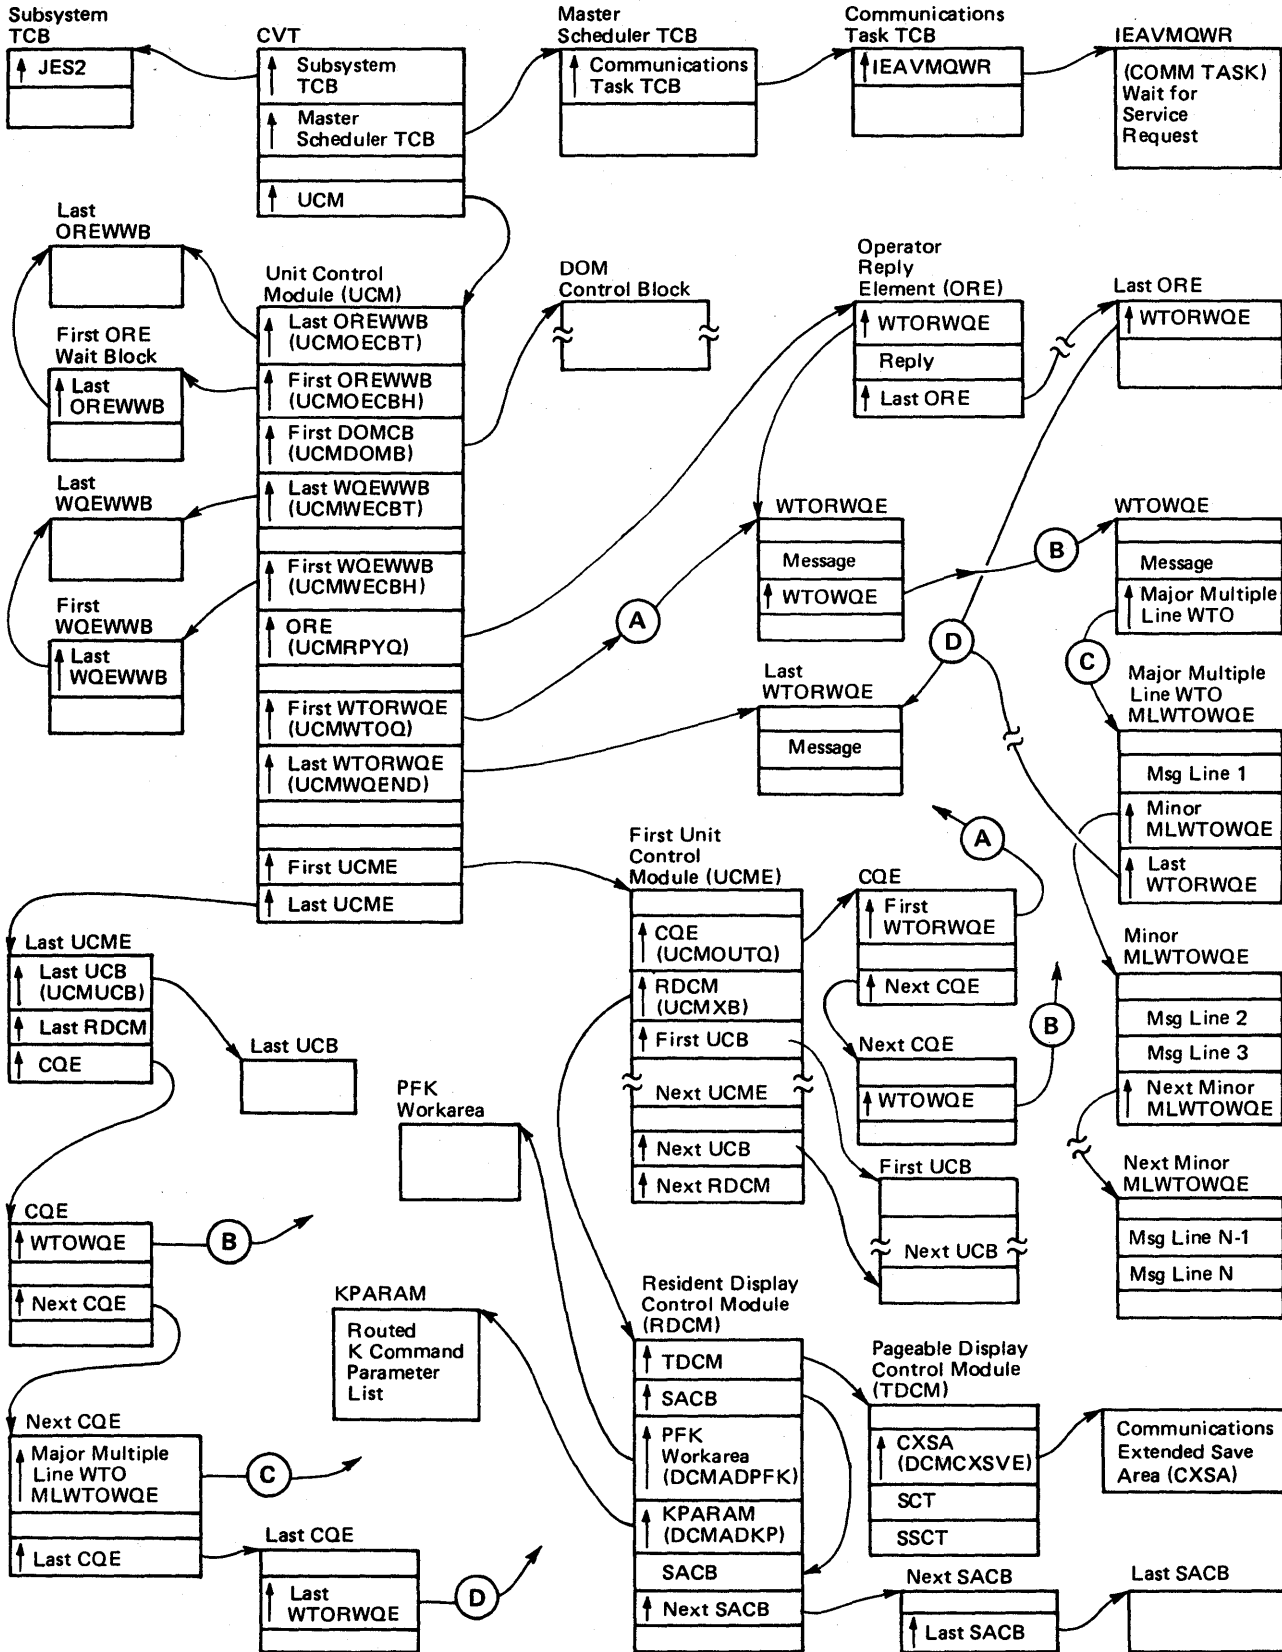 Subsystem
TCB
↑ JES2
CVT
↑ Subsystem
TCB
↑ Master
Scheduler TCB
↑ UCM
Master
Scheduler TCB
↑ Communications
Task TCB
Communications
Task TCB
↑ IEAVMQWR
IEAVMQWR
(COMM TASK)
Wait for
Service
Request
Last
OREWWB
First ORE
Wait Block
↑ Last
OREWWB
Last
WQEWWB
First
WQEWWB
↑ Last
WQEWWB
Unit Control
Module (UCM)
↑ Last OREWWB
(UCMOECBT)
↑ First OREWWB
(UCMOECBH)
↑ First DOMCB
(UCMDOMB)
↑ Last WQEWWB
(UCMWECBT)
↑ First WQEWWB
(UCMWECBH)
↑ ORE
(UCMRPYQ)
↑ First WTORWQE
(UCMWTOQ)
↑ Last WTORWQE
(UCMWQEND)
↑ First UCME
↑ Last UCME
DOM
Control Block
Operator
Reply
Element (ORE)
↑ WTORWQE
Reply
↑ Last ORE
Last ORE
↑ WTORWQE
WTORWQE
Message
↑ WTOWQE
A
B
WTOWQE
Message
↑ Major Multiple
Line WTO
C
D
Last
WTORWQE
Message
Major Multiple
Line WTO
MLWTOWQE
Msg Line 1
↑ Minor
MLWTOWQE
↑ Last
WTORWQE
Minor
MLWTOWQE
Msg Line 2
Msg Line 3
↑ Next Minor
MLWTOWQE
Next Minor
MLWTOWQE
Msg Line N-1
Msg Line N
First Unit
Control
Module (UCME)
↑ CQE
(UCMOUTQ)
↑ RDCM
(UCMXB)
↑ First UCB
Next UCME
↑ Next UCB
↑ Next RDCM
CQE
↑ First
WTORWQE
↑ Next CQE
A
Next CQE
↑ WTOWQE
B
First UCB
Next UCB
Last UCME
↑ Last UCB
(UCMUCB)
↑ Last RDCM
↑ CQE
Last UCB
PFK
Workarea
CQE
↑ WTOWQE
↑ Next CQE
B
KPARAM
Routed
K Command
Parameter
List
Next CQE
↑ Major Multiple
Line WTO
MLWTOWQE
↑ Last CQE
C
Last CQE
↑ Last
WTORWQE
D
Resident Display
Control Module
(RDCM)
↑ TDCM
↑ SACB
↑ PFK
Workarea
(DCMADPFK)
↑ KPARAM
(DCMADKP)
SACB
↑ Next SACB
Pageable Display
Control Module
(TDCM)
↑ CXSA
(DCMCXSVE)
SCT
SSCT
Communications
Extended Save
Area (CXSA)
Next SACB
↑ Last SACB
Last SACB